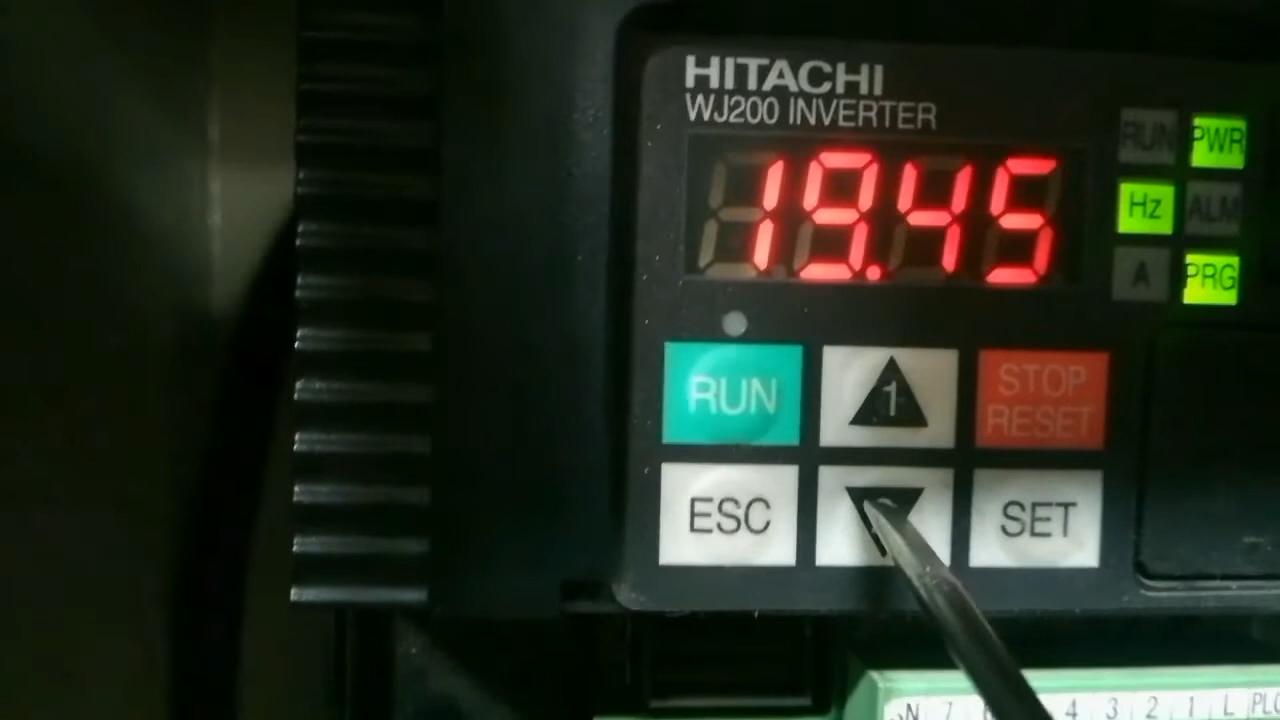 HITACHI
WJ200 INVERTER
19.45
RUN PWR
Hz ALM
A PRG
RUN 1 STOP RESET
ESC SET
7 4 3 2 1 L